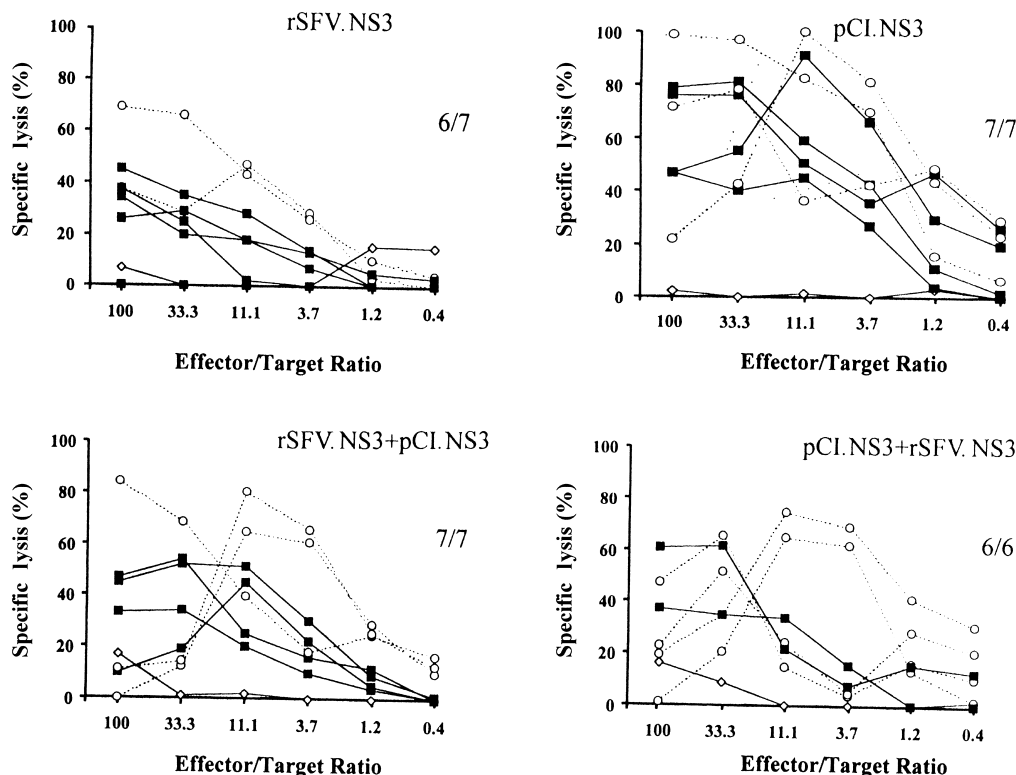 rSFV.NS3
6/7
Specific lysis (%)
100
80
60
40
20
0
100 33.3 11.1 3.7 1.2 0.4
Effector/Target Ratio
pCI.NS3
7/7
Specific lysis (%)
100
80
60
40
20
0
100 33.3 11.1 3.7 1.2 0.4
Effector/Target Ratio
rSFV.NS3+pCI.NS3
7/7
Specific lysis (%)
100
80
60
40
20
0
100 33.3 11.1 3.7 1.2 0.4
Effector/Target Ratio
pCI.NS3+rSFV.NS3
6/6
Specific lysis (%)
100
80
60
40
20
0
100 33.3 11.1 3.7 1.2 0.4
Effector/Target Ratio